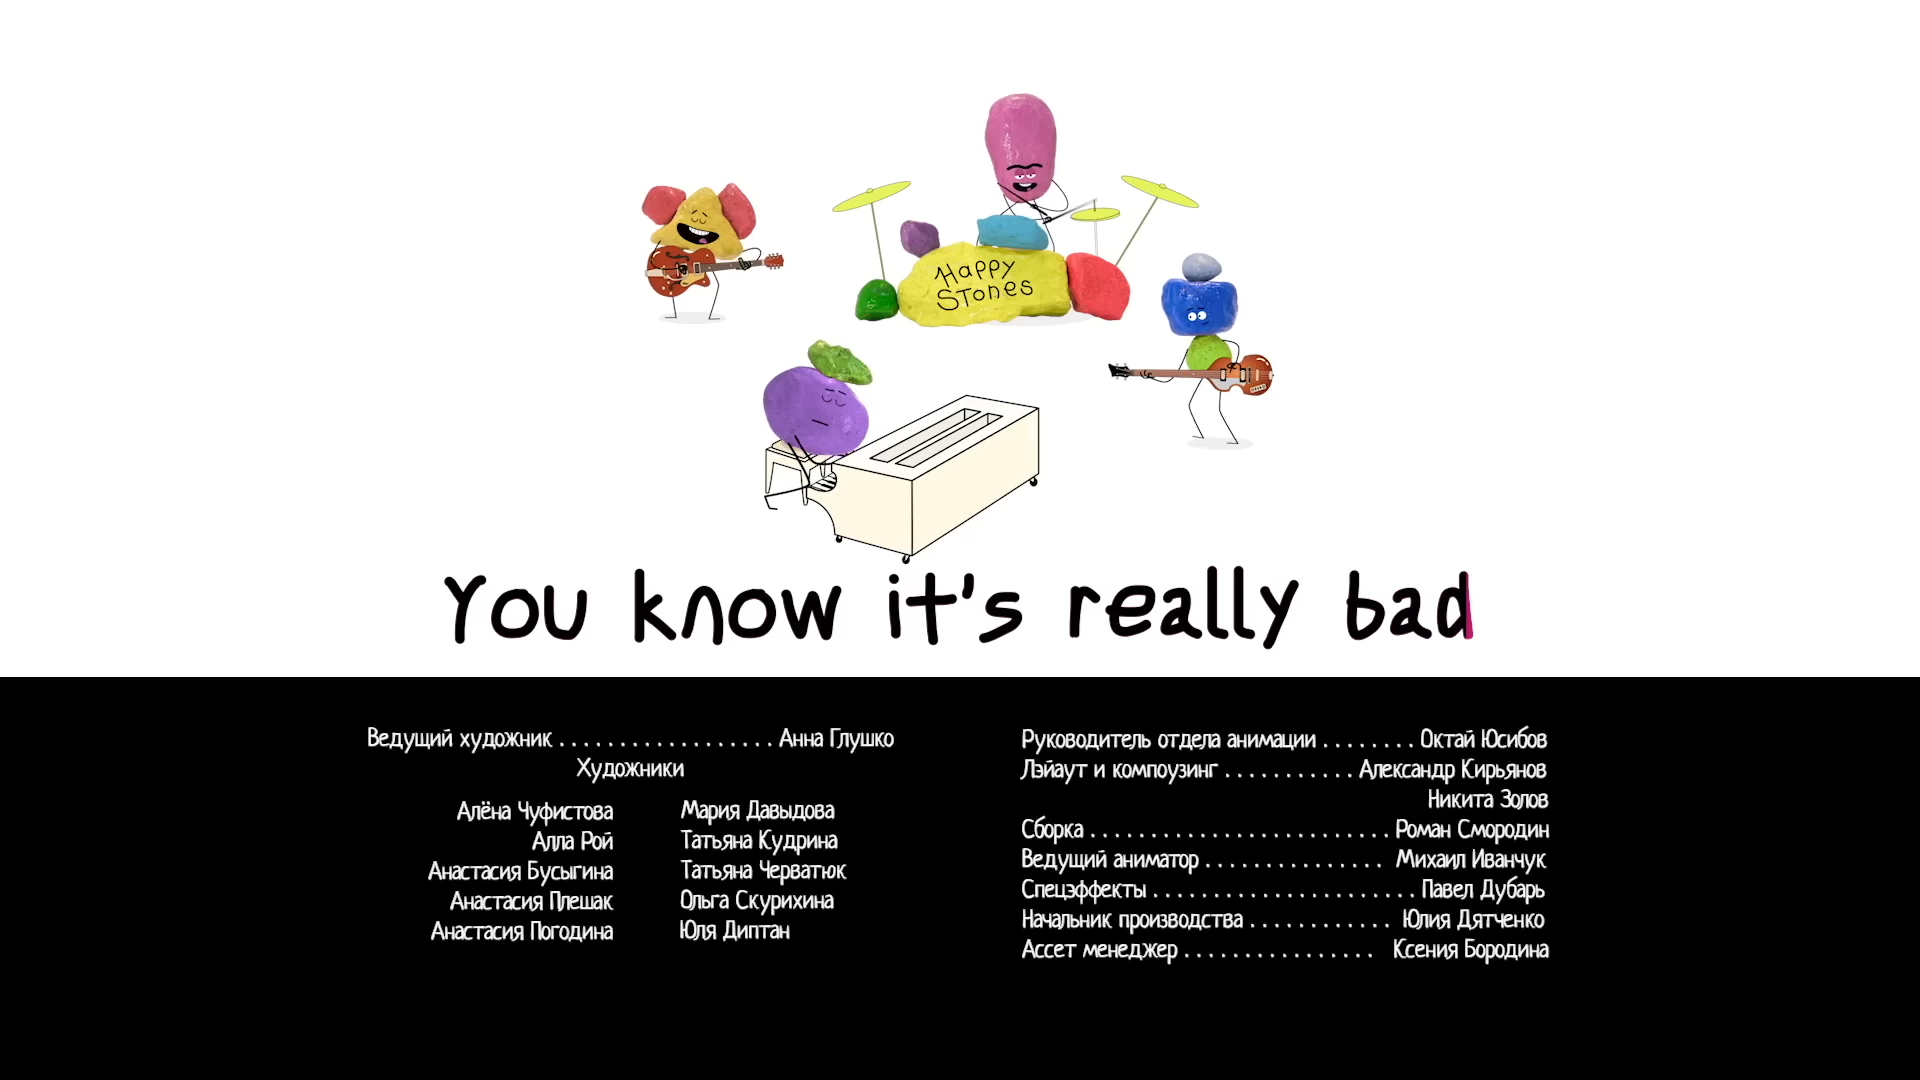 Happy
Stones
You know it's really bad
Ведущий художник . . . . . . . . . . . . . . . . . . Анна Глушко
Художники
Алёна Чуфистова
Алла Рой
Анастасия Бусыгина
Анастасия Плешак
Анастасия Погодина
Мария Давыдова
Татьяна Кудрина
Татьяна Черватюк
Ольга Скурихина
Юля Диптан
Руководитель отдела анимации . . . . . . . . Октай Юсибов
Лэйаут и компоузинг . . . . . . . . . . . Александр Кирьянов
Никита Золов
Сборка . . . . . . . . . . . . . . . . . . . . . . . . . Роман Смородин
Ведущий аниматор . . . . . . . . . . . . . . . Михаил Иванчук
Спецэффекты . . . . . . . . . . . . . . . . . . . . . . Павел Дубарь
Начальник производства . . . . . . . . . . . . Юлия Дятченко
Ассет менеджер . . . . . . . . . . . . . . . . Ксения Бородина